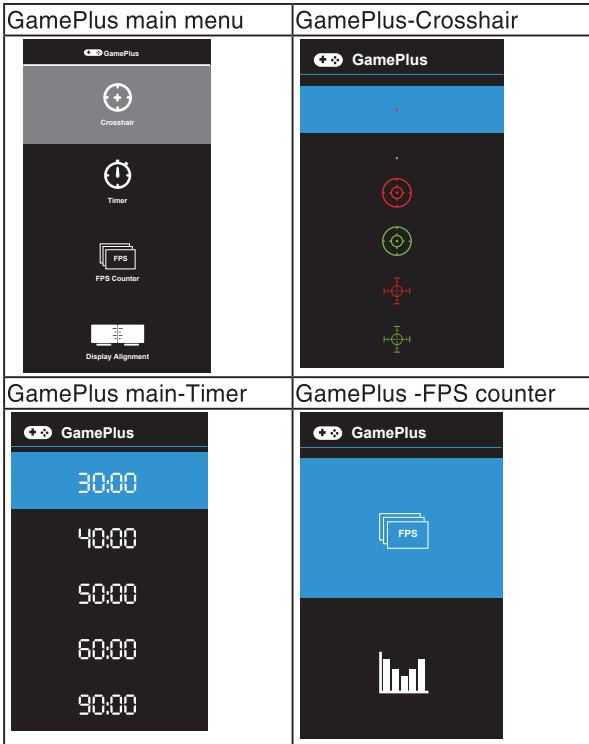 GamePlus main menu
GamePlus
Crosshair
Timer
FPS
FPS Counter
Display Alignment
GamePlus-Crosshair
GamePlus
GamePlus main-Timer
GamePlus
30:00
40:00
50:00
60:00
90:00
GamePlus -FPS counter
GamePlus
FPS